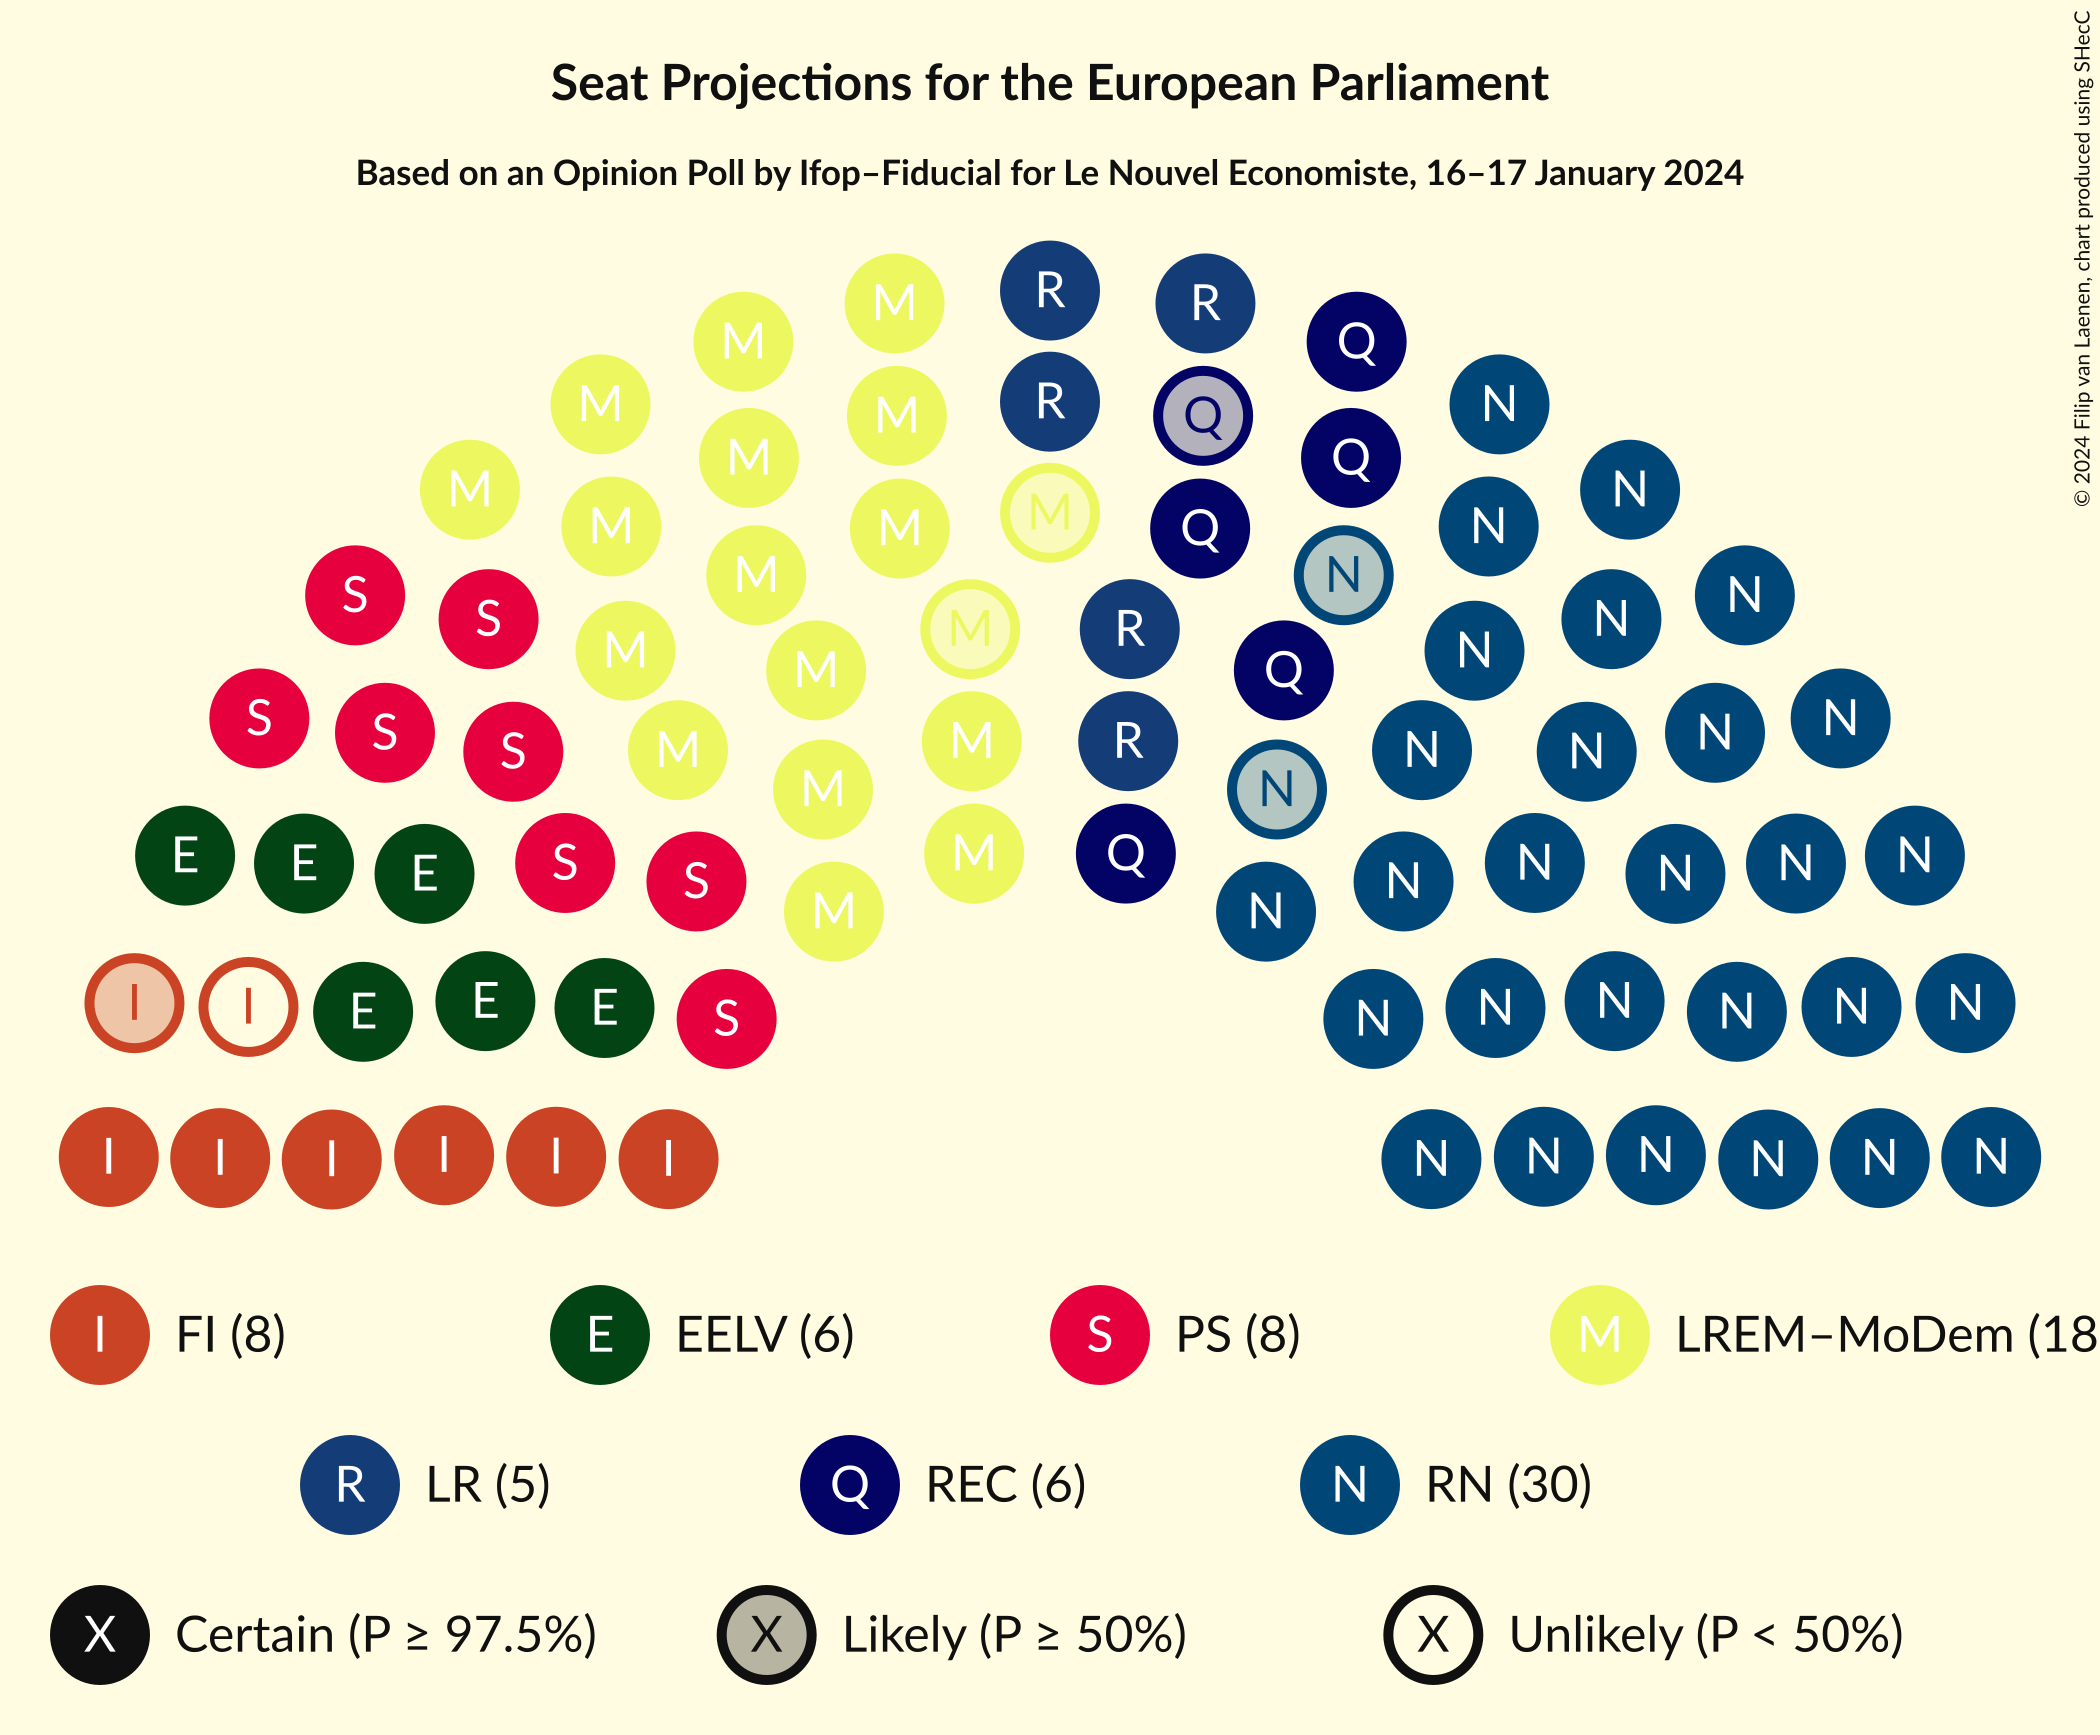 Seat Projections for the European Parliament
Based on an Opinion Poll by Ifop–Fiducial for Le Nouvel Economiste, 16–17 January 2024
© 2024 Filip van Laenen, chart produced using SHecC
R
M R
M Q
M R Q N
M M
M Q M N
M M Q N
M M N
M N
S N
S M R N N
M N
M Q
S N
S M R N
S M N
M N
E M Q N
E S N N
E S N N
M N
I E E I I N N N N N
E S N N
I I I I I I N N N N N N
I FI (8) E EELV (6) S PS (8) M LREM–MoDem (18
R LR (5) Q REC (6) N RN (30)
X Certain (P ≥ 97.5%) X Likely (P ≥ 50%) X Unlikely (P < 50%)